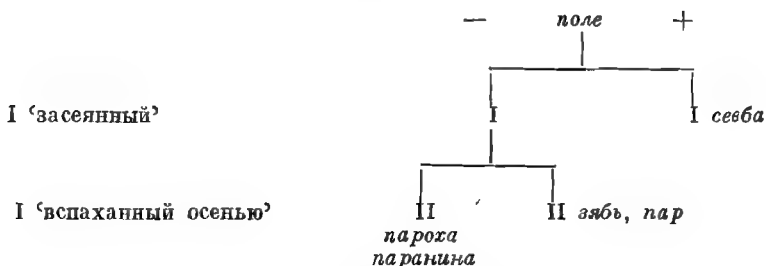 — поле +
I ‘засеянный’ I I севба
I ‘вспаханный осенью’ II II зябь, пар
пароха
паранина